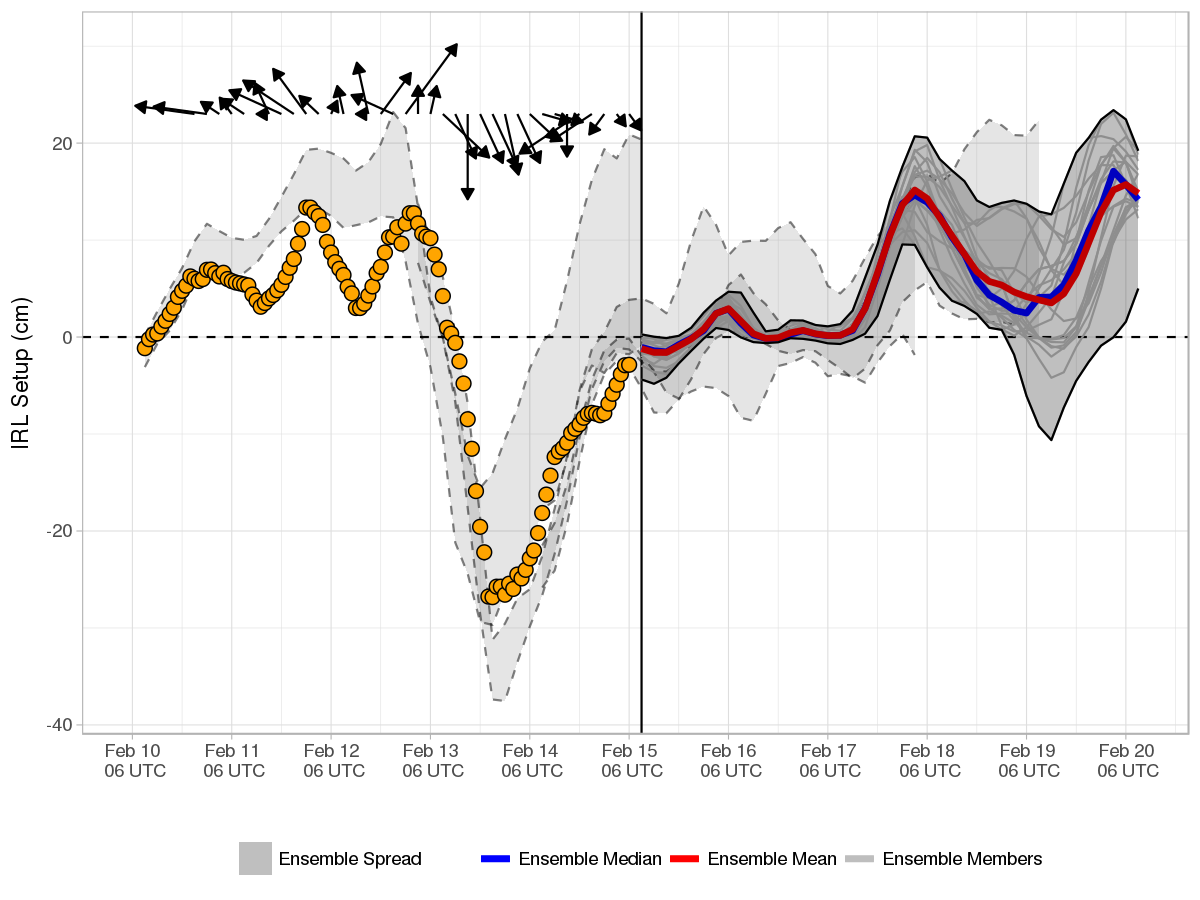 IRL Setup (cm)
20
0
-20
-40
Feb 10 Feb 11 Feb 12 Feb 13 Feb 14 Feb 15 Feb 16 Feb 17 Feb 18 Feb 19 Feb 20
06 UTC 06 UTC 06 UTC 06 UTC 06 UTC 06 UTC 06 UTC 06 UTC 06 UTC 06 UTC 06 UTC
Ensemble Spread Ensemble Median Ensemble Mean Ensemble Members